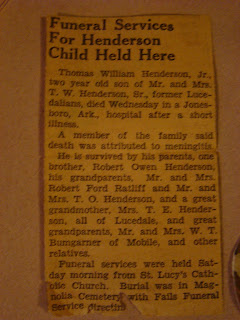 Funeral Services
For Henderson
Child Held Here
Thomas William Henderson, Jr.,
two year old son of Mr. and Mrs.
T. W. Henderson, Sr., former Luce-
dalians, died Wednesday in a Jones-
boro, Ark., hospital after a short
illness.
A member of the family said
death was attributed to meningitis.
He is survived by his parents, one
brother, Robert Owen Henderson,
his grandparents, Mr. and Mrs.
Robert Ford Ratliff and Mr. and
Mrs. T. O. Henderson, and a great
grandmother, Mrs. T. E. Hender-
son, all of Lucedale, and great
grandparents, Mr. and Mrs. W. T.
Bumgarner of Mobile, and other
relatives.
Funeral services were held Sat-
urday morning from St. Lucy's Cath-
olic Church. Burial was in Mag-
nolia Cemetery with Falls Funeral
Service directing